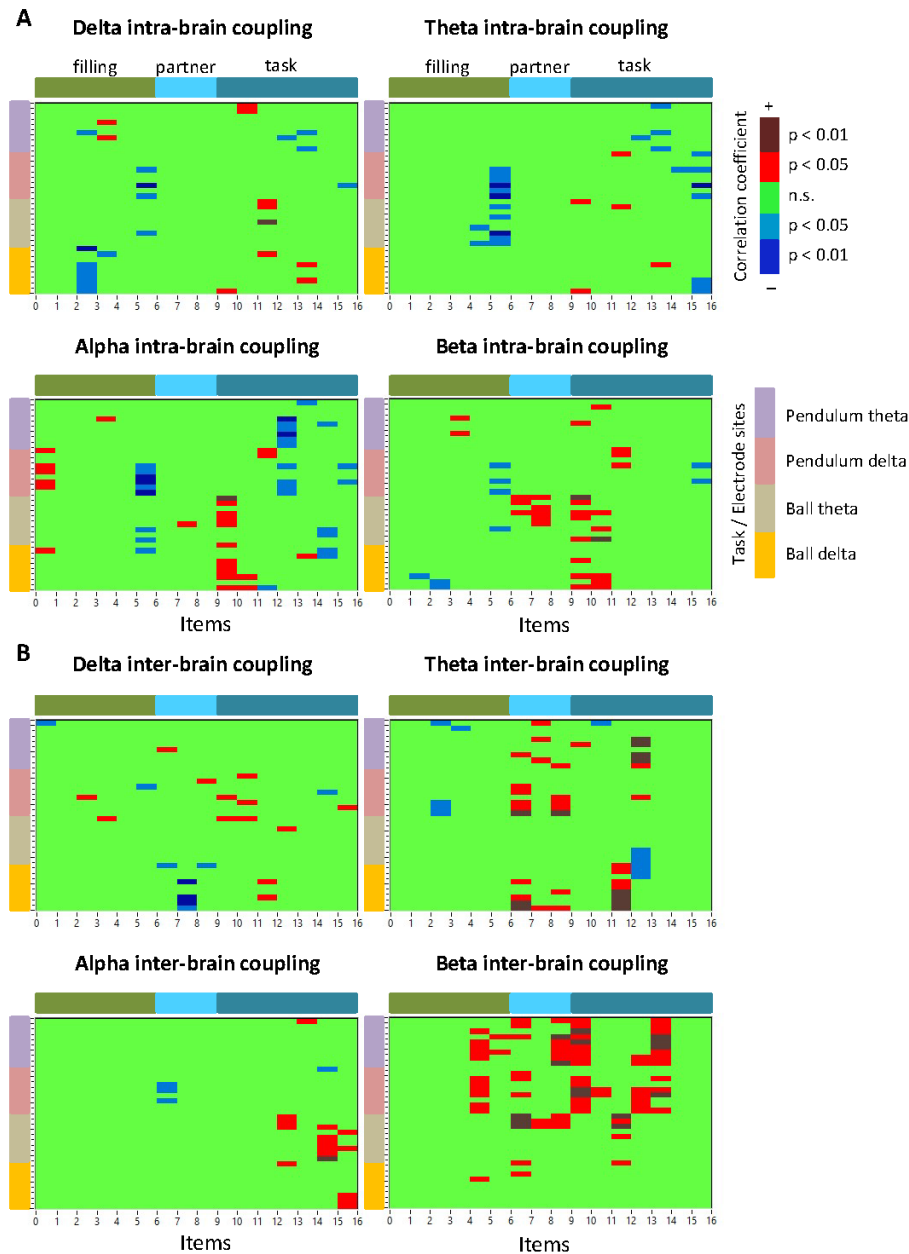 A
Delta intra-brain coupling
Theta intra-brain coupling
filling partner task
filling partner task
0 1 2 3 4 5 6 7 8 9 10 11 12 13 14 15 16
0 1 2 3 4 5 6 7 8 9 10 11 12 13 14 15 16
Correlation coefficient
+
p < 0.01
p < 0.05
n.s.
p < 0.05
p < 0.01
–
Alpha intra-brain coupling
Beta intra-brain coupling
0 1 2 3 4 5 6 7 8 9 10 11 12 13 14 15 16
0 1 2 3 4 5 6 7 8 9 10 11 12 13 14 15 16
Items
Items
Task / Electrode sites
Pendulum theta
Pendulum delta
Ball theta
Ball delta
B
Delta inter-brain coupling
Theta inter-brain coupling
0 1 2 3 4 5 6 7 8 9 10 11 12 13 14 15 16
0 1 2 3 4 5 6 7 8 9 10 11 12 13 14 15 16
Alpha inter-brain coupling
Beta inter-brain coupling
0 1 2 3 4 5 6 7 8 9 10 11 12 13 14 15 16
0 1 2 3 4 5 6 7 8 9 10 11 12 13 14 15 16
Items
Items